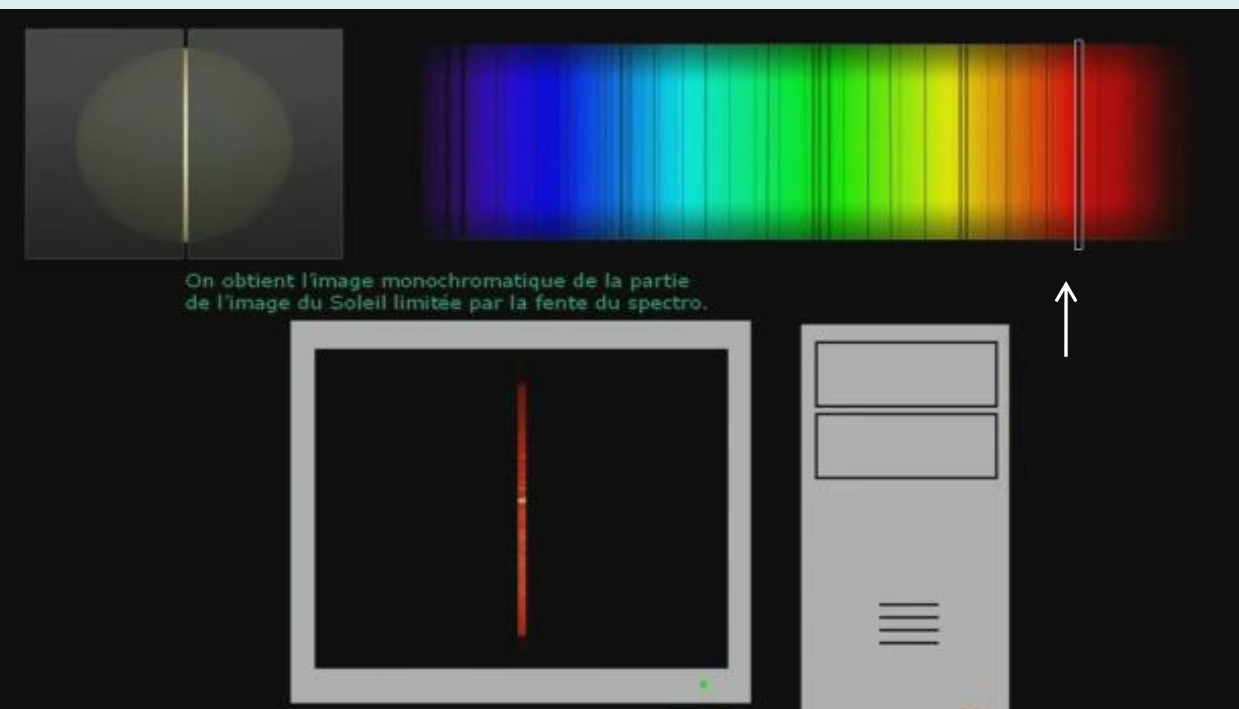 On obtient l'image monochromatique de la partie
de l'image du Soleil limitée par la fente du spectro.